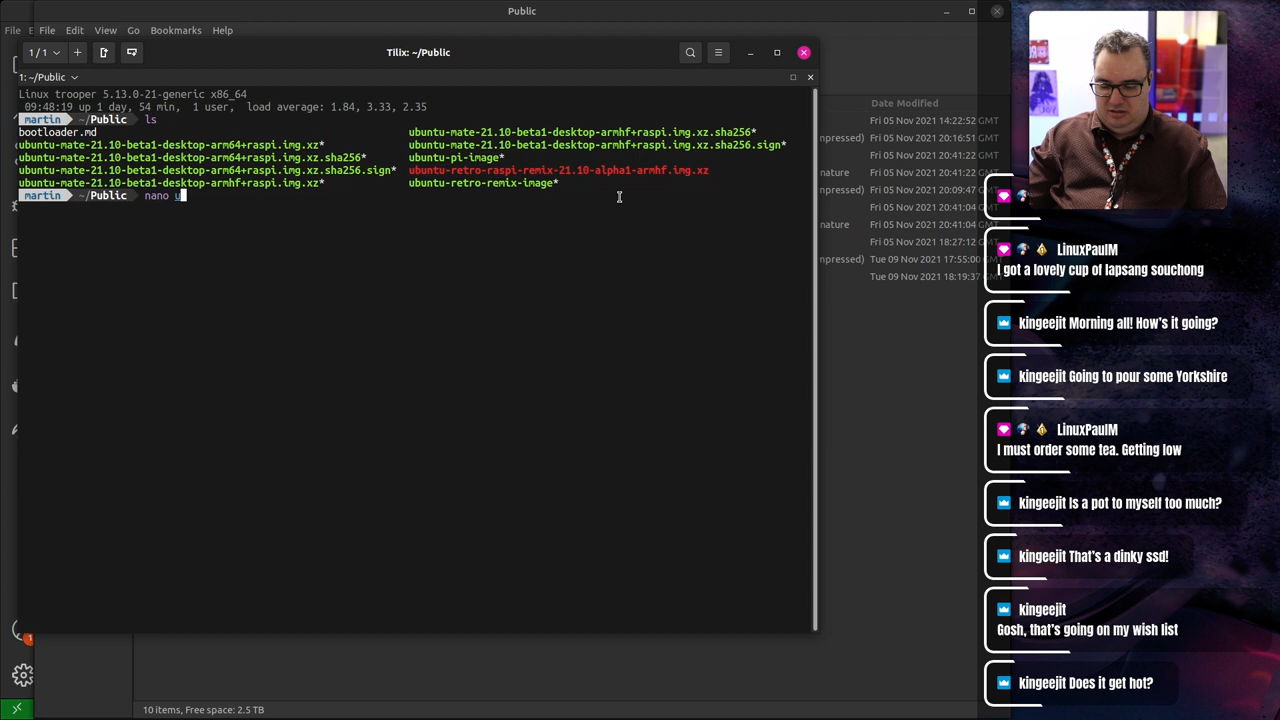 Public
File
E
File Edit View Go Bookmarks Help
1 / 1
Tilix: ~/Public
1: ~/Public
Linux trooper 5.13.0-21-generic x86_64
09:48:19 up 1 day, 54 min, 1 user, load average: 1.84, 3.33, 2.35
martin ~/Public ls
bootloader.md
ubuntu-mate-21.10-beta1-desktop-arm64+raspi.img.xz*
ubuntu-mate-21.10-beta1-desktop-arm64+raspi.img.xz.sha256*
ubuntu-mate-21.10-beta1-desktop-arm64+raspi.img.xz.sha256.sign*
ubuntu-mate-21.10-beta1-desktop-armhf+raspi.img.xz*
ubuntu-mate-21.10-beta1-desktop-armhf+raspi.img.xz.sha256*
ubuntu-mate-21.10-beta1-desktop-armhf+raspi.img.xz.sha256.sign*
ubuntu-pi-image*
ubuntu-retro-raspi-remix-21.10-alpha1-armhf.img.xz
ubuntu-retro-remix-image*
martin ~/Public nano u
Date Modified
Fri 05 Nov 2021 14:22:52 GMT
mpressed) Fri 05 Nov 2021 20:16:51 GMT
Fri 05 Nov 2021 20:41:22 GMT
nature Fri 05 Nov 2021 20:41:22 GMT
mpressed) Fri 05 Nov 2021 20:09:47 GMT
Fri 05 Nov 2021 20:41:04 GMT
nature Fri 05 Nov 2021 20:41:04 GMT
Fri 05 Nov 2021 18:27:12 GMT
mpressed) Tue 09 Nov 2021 17:55:00 GMT
Tue 09 Nov 2021 18:19:37 GMT
10 items, Free space: 2.5 TB
1
LinuxPaulM
I got a lovely cup of lapsang souchong
kingeejit Morning all! How's it going?
kingeejit Going to pour some Yorkshire
LinuxPaulM
I must order some tea. Getting low
kingeejit Is a pot to myself too much?
kingeejit That's a dinky ssd!
kingeejit
Gosh, that's going on my wish list
kingeejit Does it get hot?